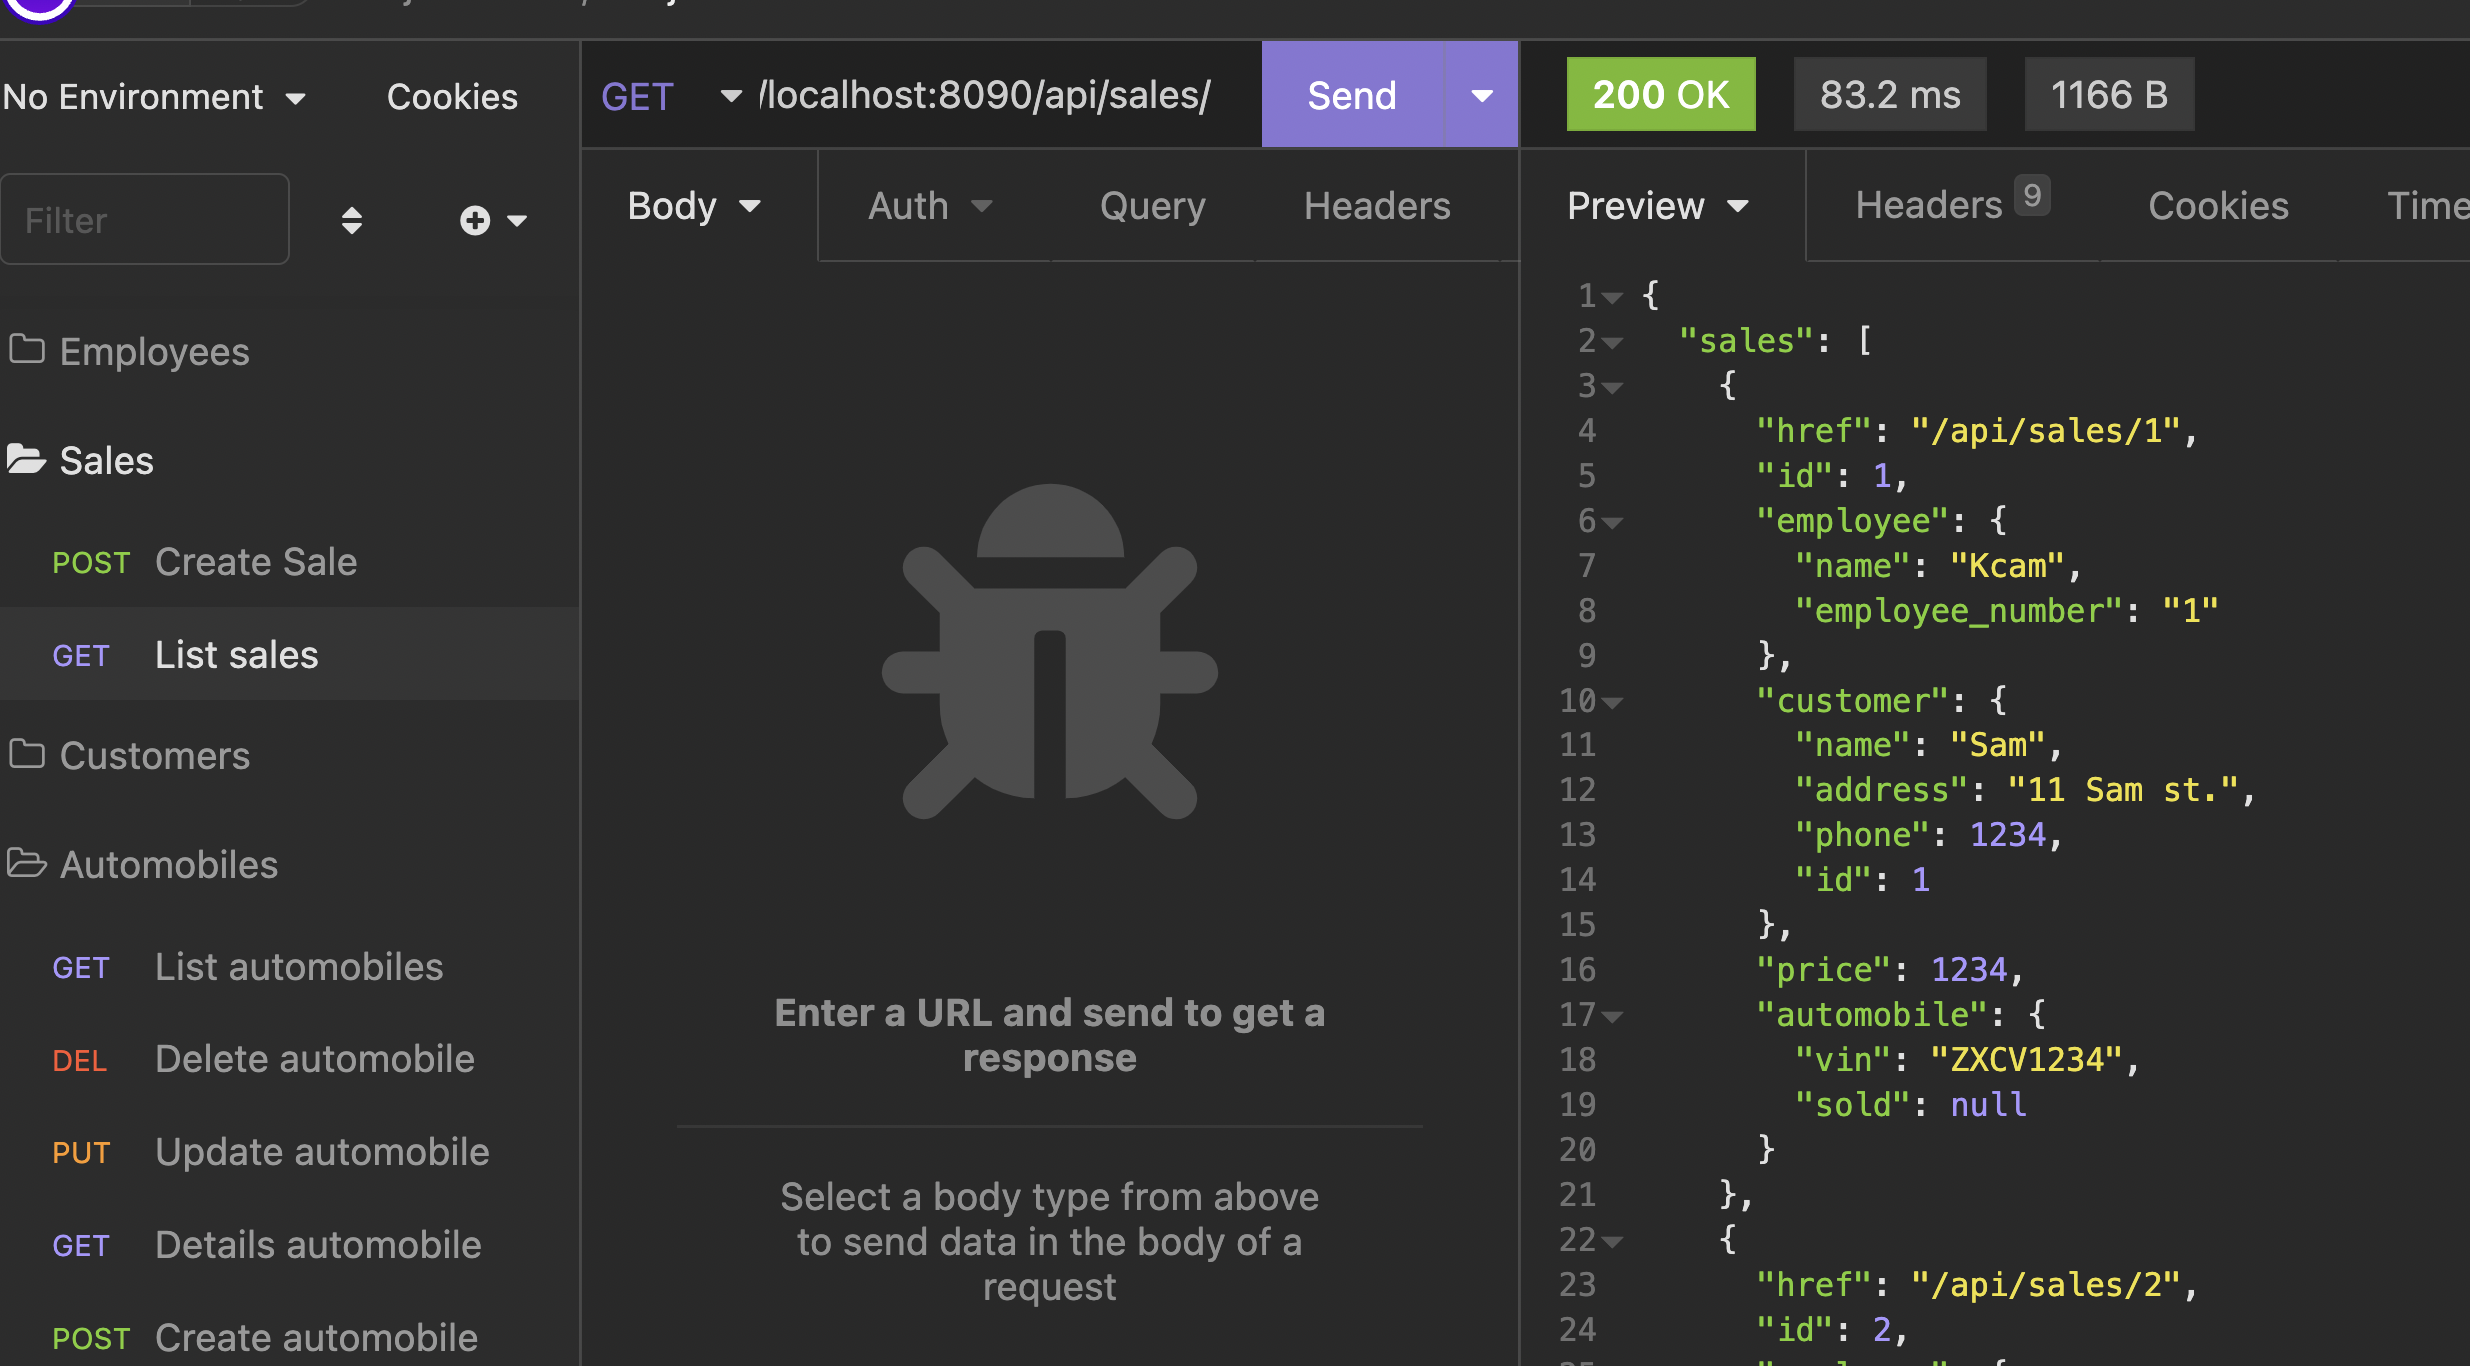 No Environment
Cookies
Filter
Employees
Sales
POST Create Sale
GET List sales
Customers
Automobiles
GET List automobiles
DEL Delete automobile
PUT Update automobile
GET Details automobile
POST Create automobile
GET /localhost:8090/api/sales/ Send
Body Auth Query Headers
Enter a URL and send to get a
response
Select a body type from above
to send data in the body of a
request
200 OK 83.2 ms 1166 B
Preview Headers 9 Cookies Time
1 {
2 "sales": [
3 {
4 "href": "/api/sales/1",
5 "id": 1,
6 "employee": {
7 "name": "Kcam",
8 "employee_number": "1"
9 },
10 "customer": {
11 "name": "Sam",
12 "address": "11 Sam st.",
13 "phone": 1234,
14 "id": 1
15 },
16 "price": 1234,
17 "automobile": {
18 "vin": "ZXCV1234",
19 "sold": null
20 }
21 },
22 {
23 "href": "/api/sales/2",
24 "id": 2,